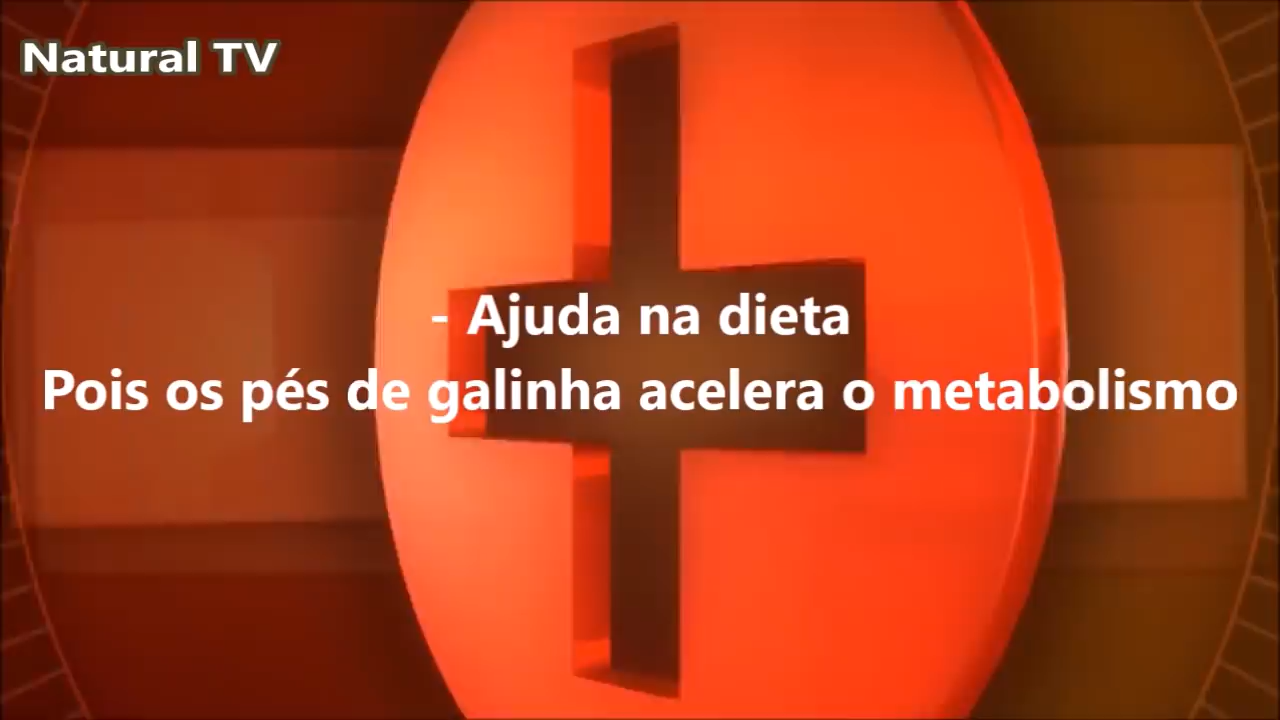 Natural TV
- Ajuda na dieta
Pois os pés de galinha acelera o metabolismo